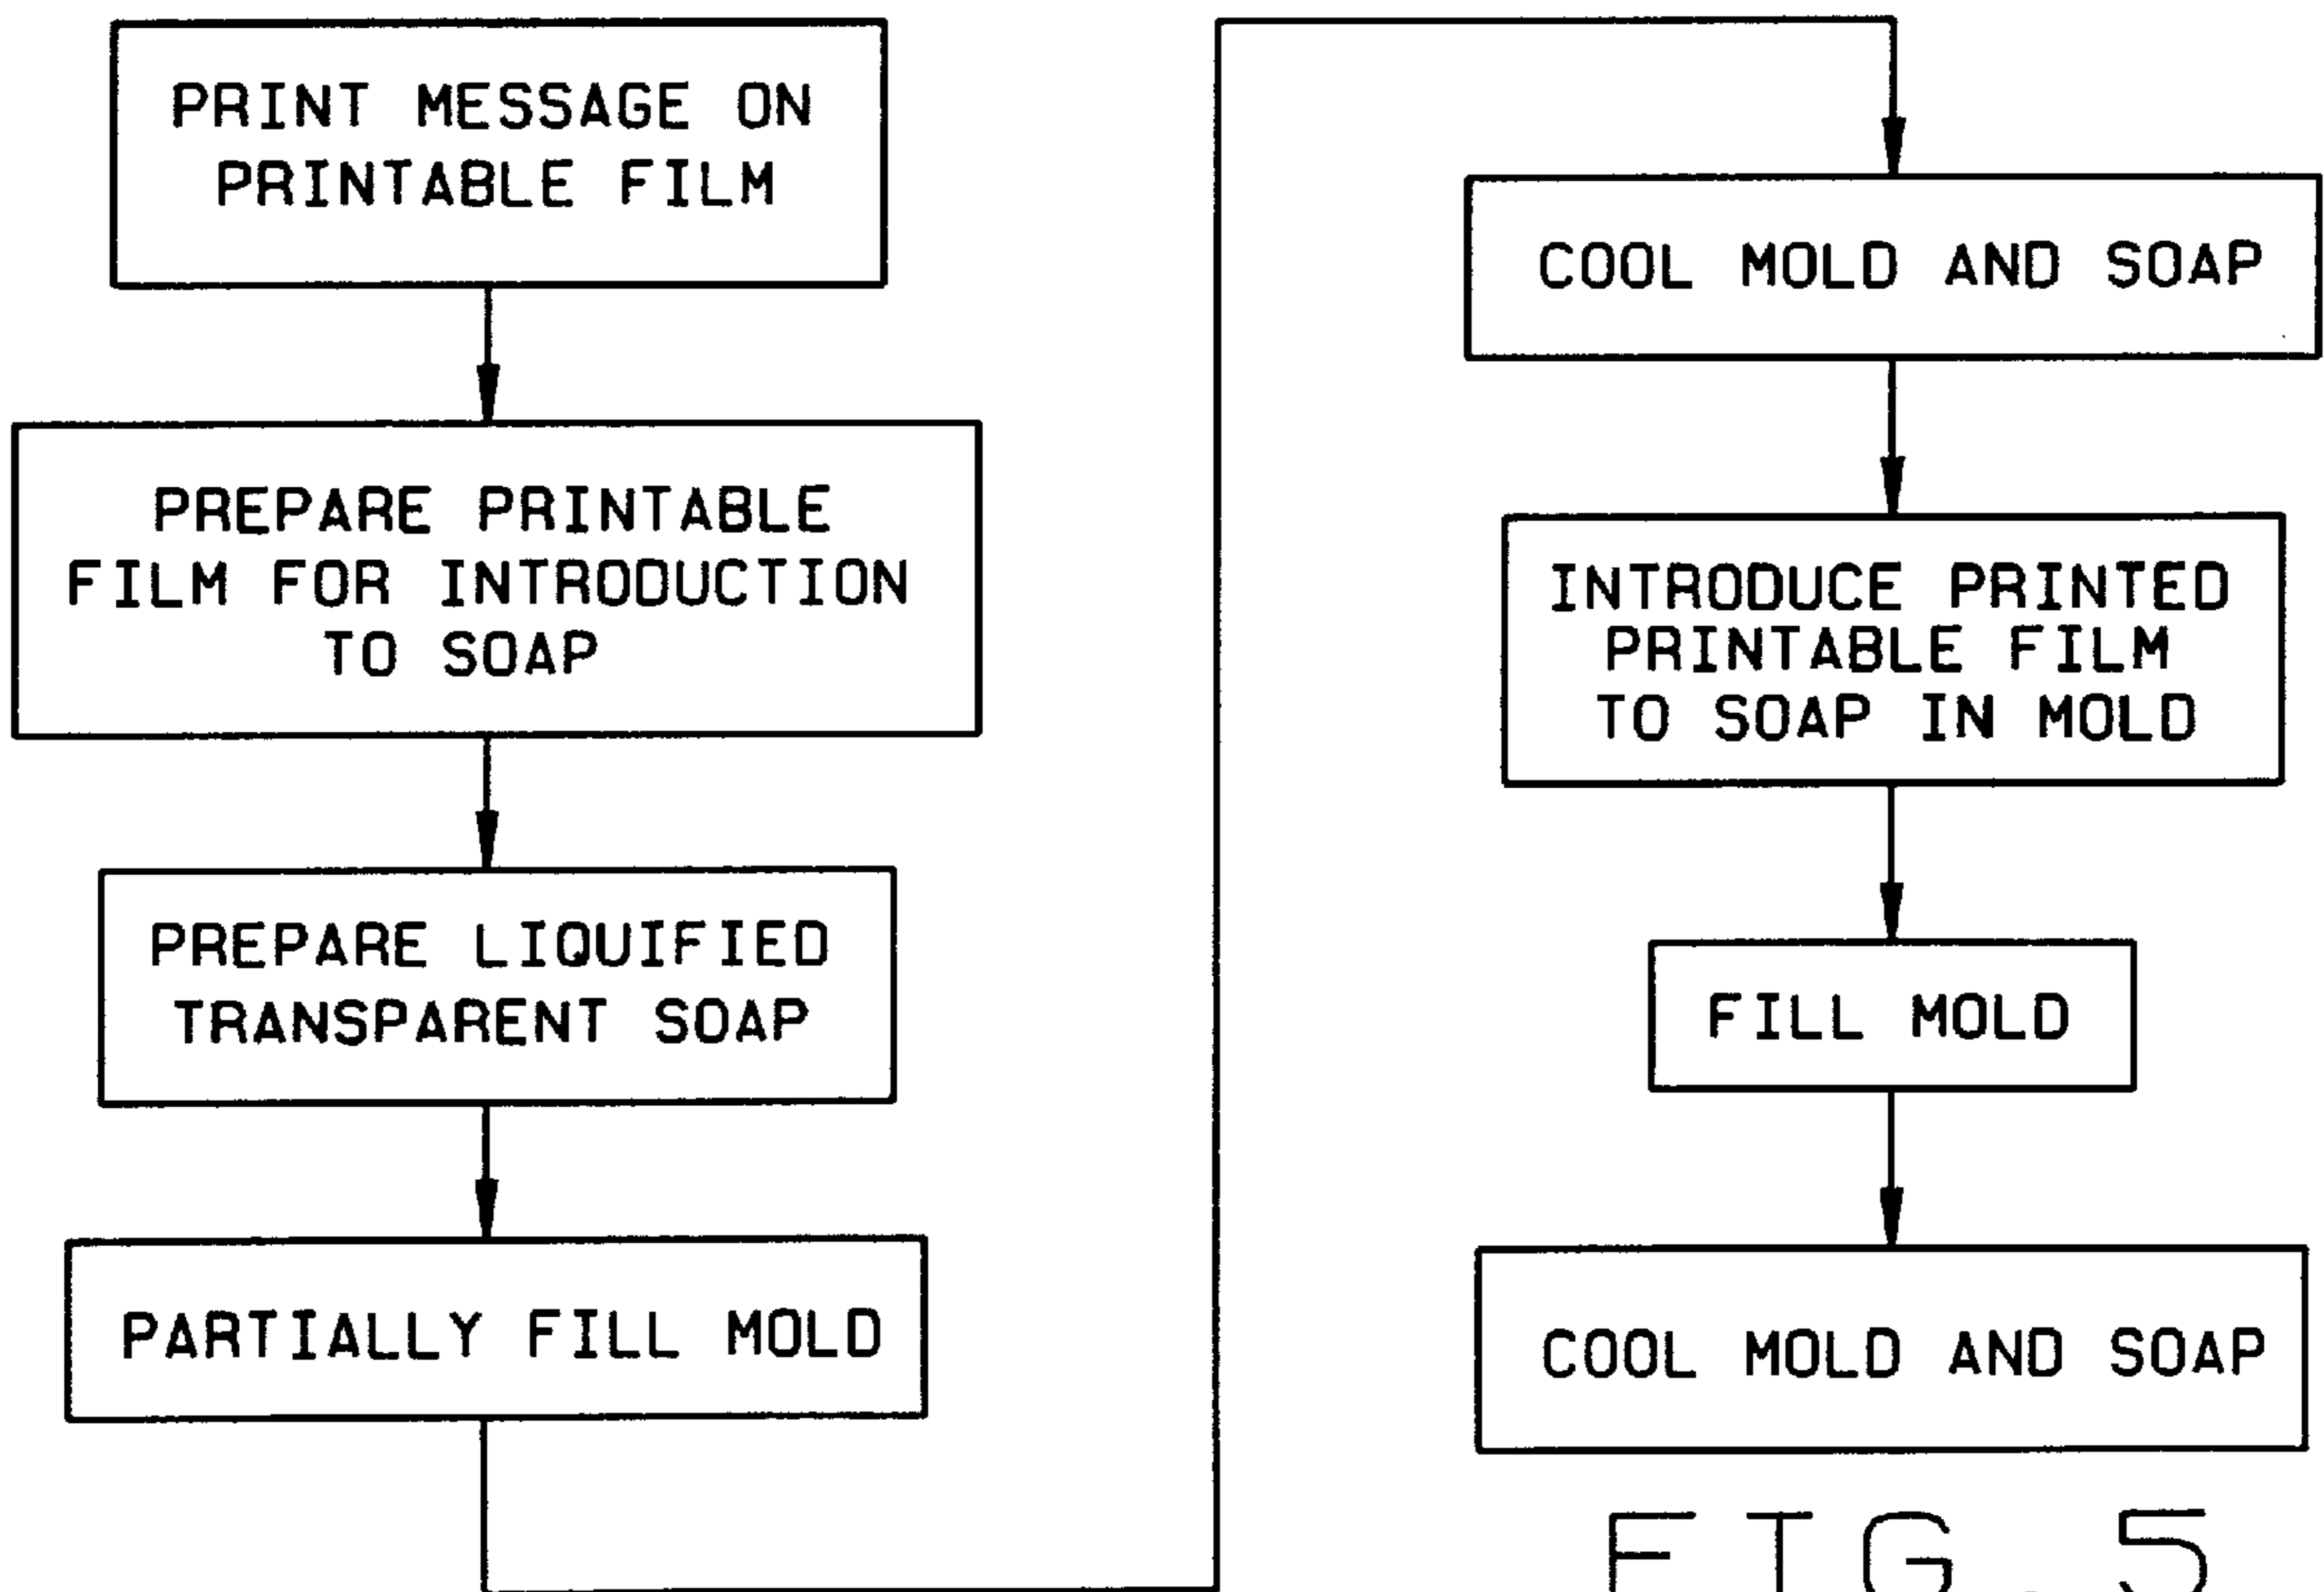 PRINT MESSAGE ON
PRINTABLE FILM
PREPARE PRINTABLE
FILM FOR INTRODUCTION
TO SOAP
PREPARE LIQUIFIED
TRANSPARENT SOAP
PARTIALLY FILL MOLD
COOL MOLD AND SOAP
INTRODUCE PRINTED
PRINTABLE FILM
TO SOAP IN MOLD
FILL MOLD
COOL MOLD AND SOAP
FIG.5